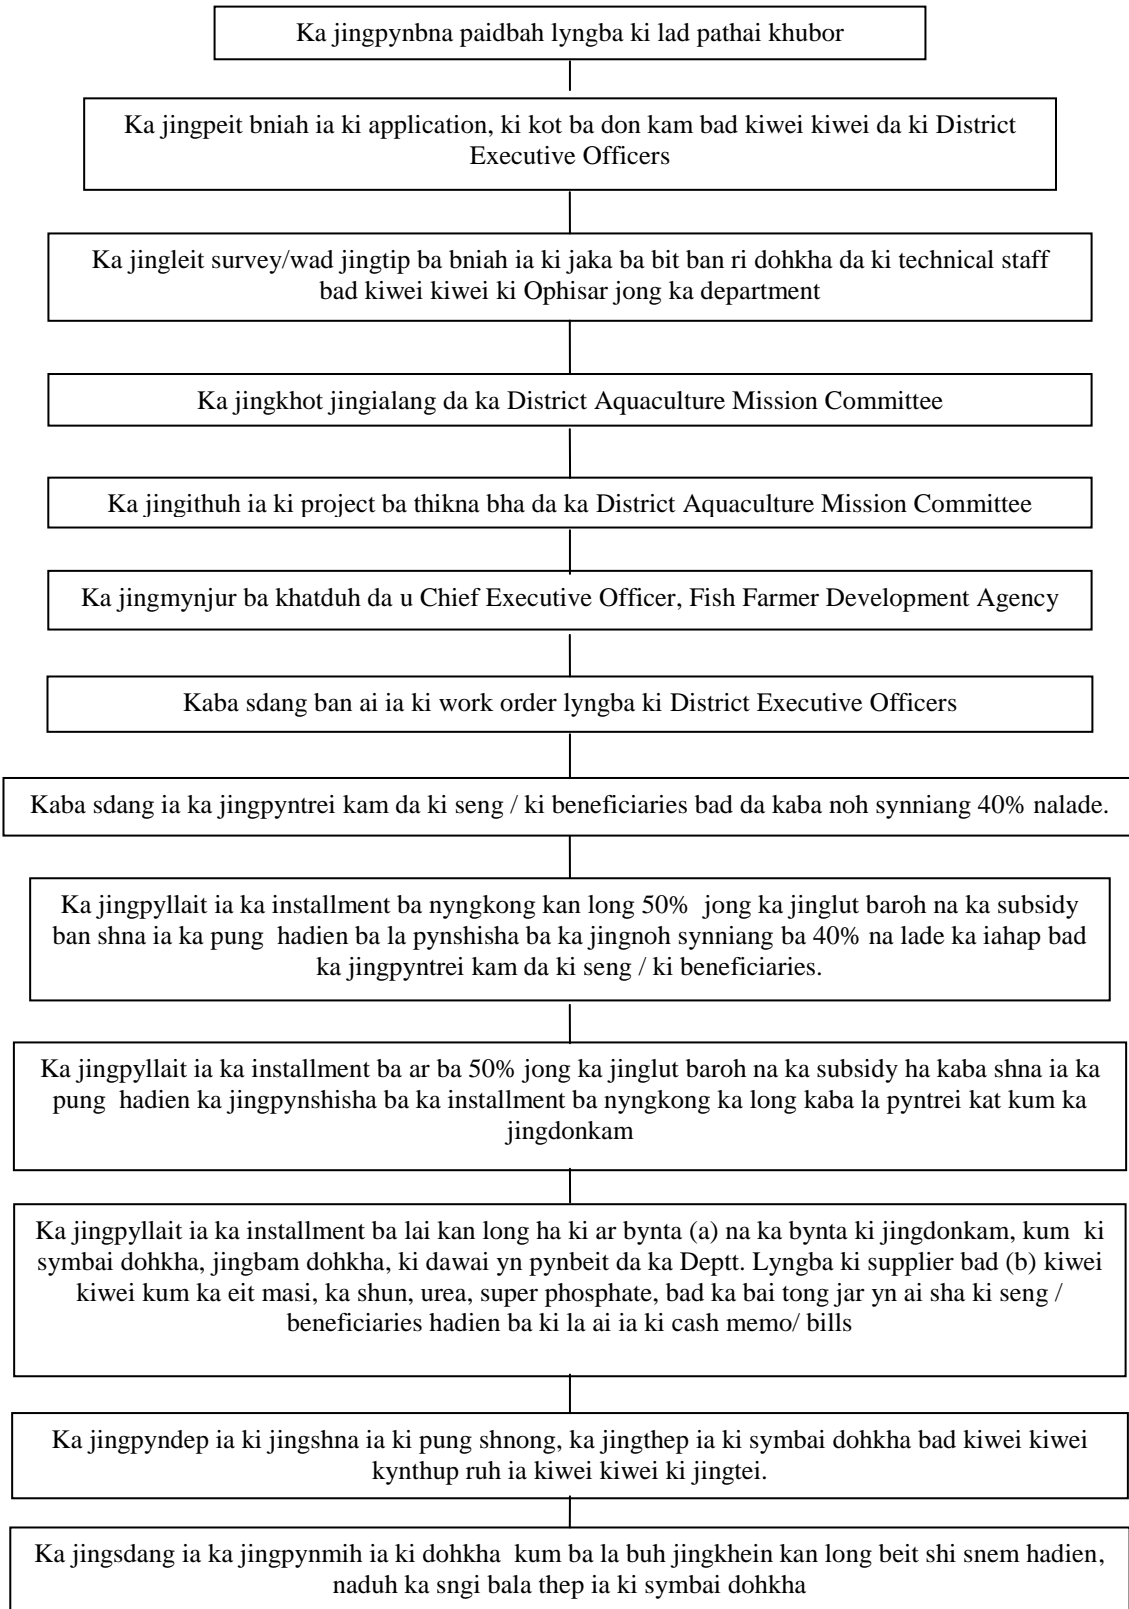 Ka jingpynbna paidbah lyngba ki lad pathai khubor
Ka jingpeit bniah ia ki application, ki kot ba don kam bad kiwei kiwei da ki District
Executive Officers
Ka jingleit survey/wad jingtip ba bniah ia ki jaka ba bit ban ri dohkha da ki technical staff
bad kiwei kiwei ki Ophisar jong ka department
Ka jingkhot jingialang da ka District Aquaculture Mission Committee
Ka jingithuh ia ki project ba thikna bha da ka District Aquaculture Mission Committee
Ka jingmynjur ba khatduh da u Chief Executive Officer, Fish Farmer Development Agency
Kaba sdang ban ai ia ki work order lyngba ki District Executive Officers
Kaba sdang ia ka jingpyntrei kam da ki seng / ki beneficiaries bad da kaba noh synniang 40% nalade.
Ka jingpyllait ia ka installment ba nyngkong kan long 50% jong ka jinglut baroh na ka subsidy
ban shna ia ka pung hadien ba la pynshisha ba ka jingnoh synniang ba 40% na lade ka iahap bad
ka jingpyntrei kam da ki seng / ki beneficiaries.
Ka jingpyllait ia ka installment ba ar ba 50% jong ka jinglut baroh na ka subsidy ha kaba shna ia ka
pung hadien ka jingpynshisha ba ka installment ba nyngkong ka long kaba la pyntrei kat kum ka
jingdonkam
Ka jingpyllait ia ka installment ba lai kan long ha ki ar bynta (a) na ka bynta ki jingdonkam, kum ki
symbai dohkha, jingbam dohkha, ki dawai yn pynbeit da ka Deptt. Lyngba ki supplier bad (b) kiwei
kiwei kum ka eit masi, ka shun, urea, super phosphate, bad ka bai tong jar yn ai sha ki seng /
beneficiaries hadien ba ki la ai ia ki cash memo/ bills
Ka jingpyndep ia ki jingshna ia ki pung shnong, ka jingthep ia ki symbai dohkha bad kiwei kiwei
kynthup ruh ia kiwei kiwei ki jingtei.
Ka jingsdang ia ka jingpynmih ia ki dohkha kum ba la buh jingkhein kan long beit shi snem hadien,
naduh ka sngi bala thep ia ki symbai dohkha